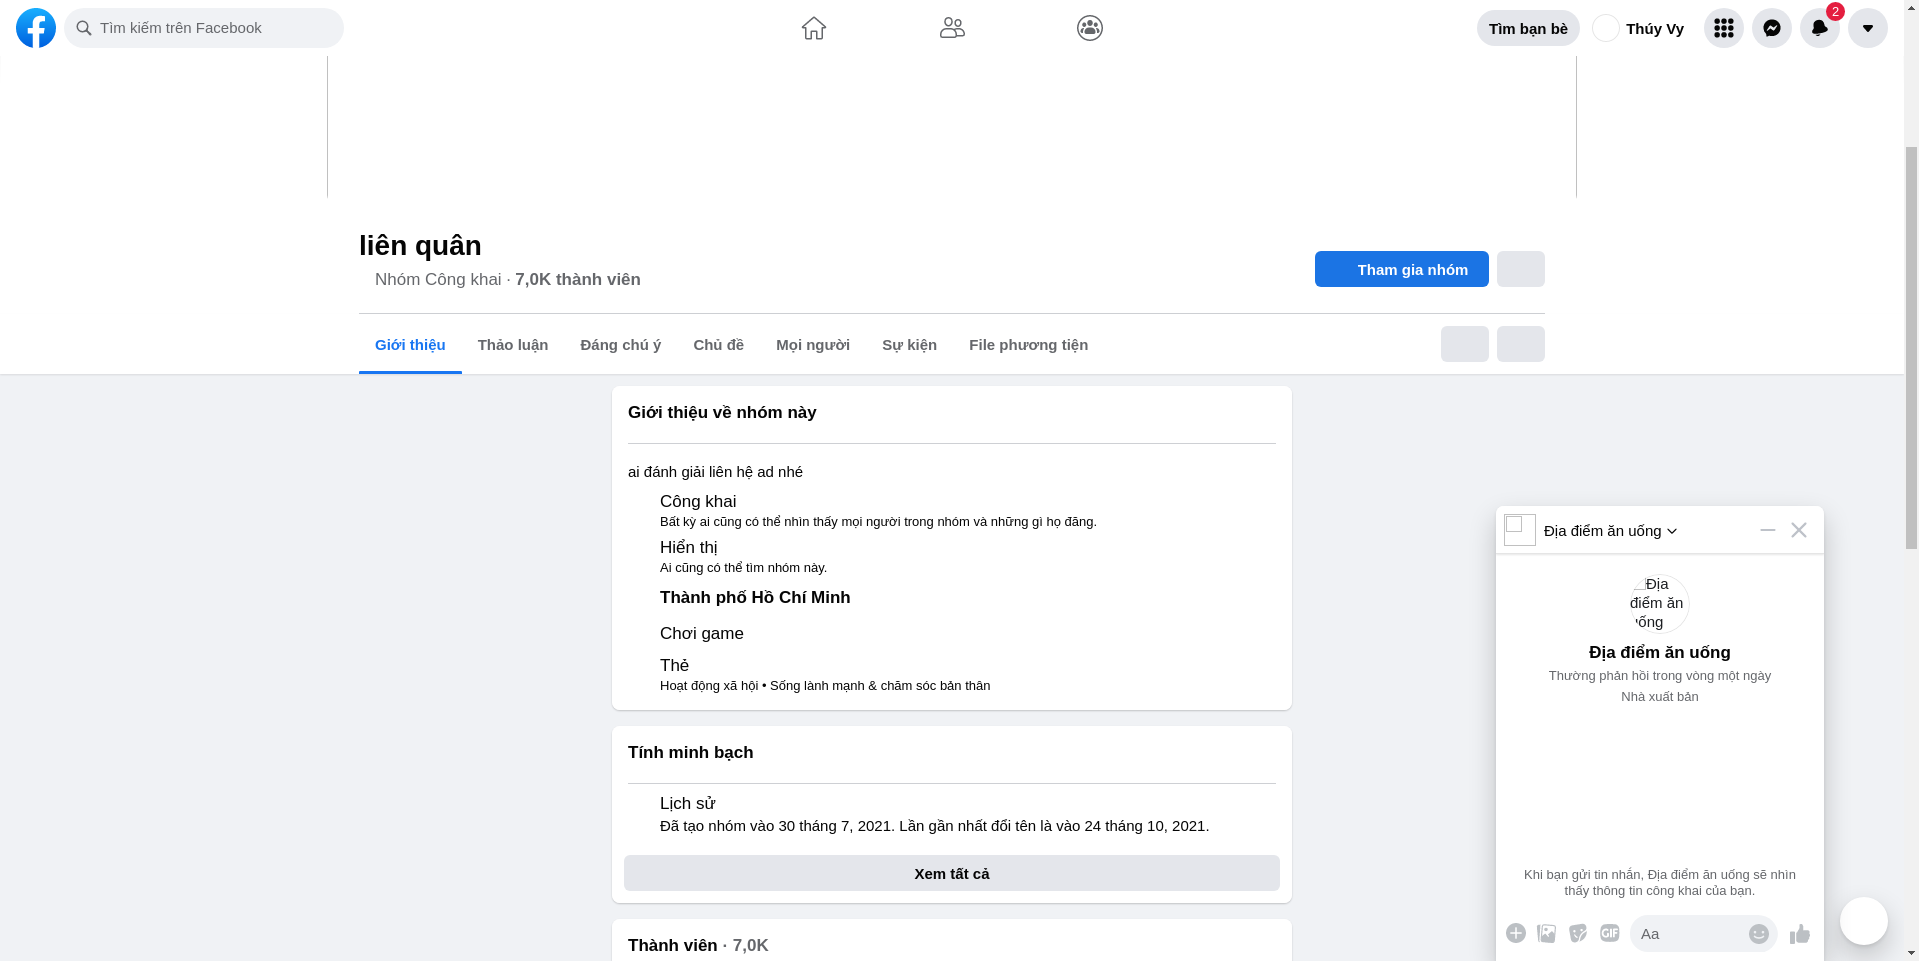 Tìm kiếm trên Facebook
Tìm bạn bè
Thúy Vy
2
liên quân
Nhóm Công khai · 7,0K thành viên
Tham gia nhóm
Giới thiệu
Thảo luận
Đáng chú ý
Chủ đề
Mọi người
Sự kiện
File phương tiện
Giới thiệu về nhóm này
ai đánh giải liên hệ ad nhé
Công khai
Bất kỳ ai cũng có thể nhìn thấy mọi người trong nhóm và những gì họ đăng.
Hiển thị
Ai cũng có thể tìm nhóm này.
Thành phố Hồ Chí Minh
Chơi game
Thẻ
Hoạt động xã hội • Sống lành mạnh & chăm sóc bản thân
Tính minh bạch
Lịch sử
Đã tạo nhóm vào 30 tháng 7, 2021. Lần gần nhất đổi tên là vào 24 tháng 10, 2021.
Xem tất cả
Thành viên · 7,0K
Địa điểm ăn uống
Địa
điểm ăn
uống
Địa điểm ăn uống
Thường phản hồi trong vòng một ngày
Nhà xuất bản
Khi bạn gửi tin nhắn, Địa điểm ăn uống sẽ nhìn
thấy thông tin công khai của bạn.
GIF
Aa